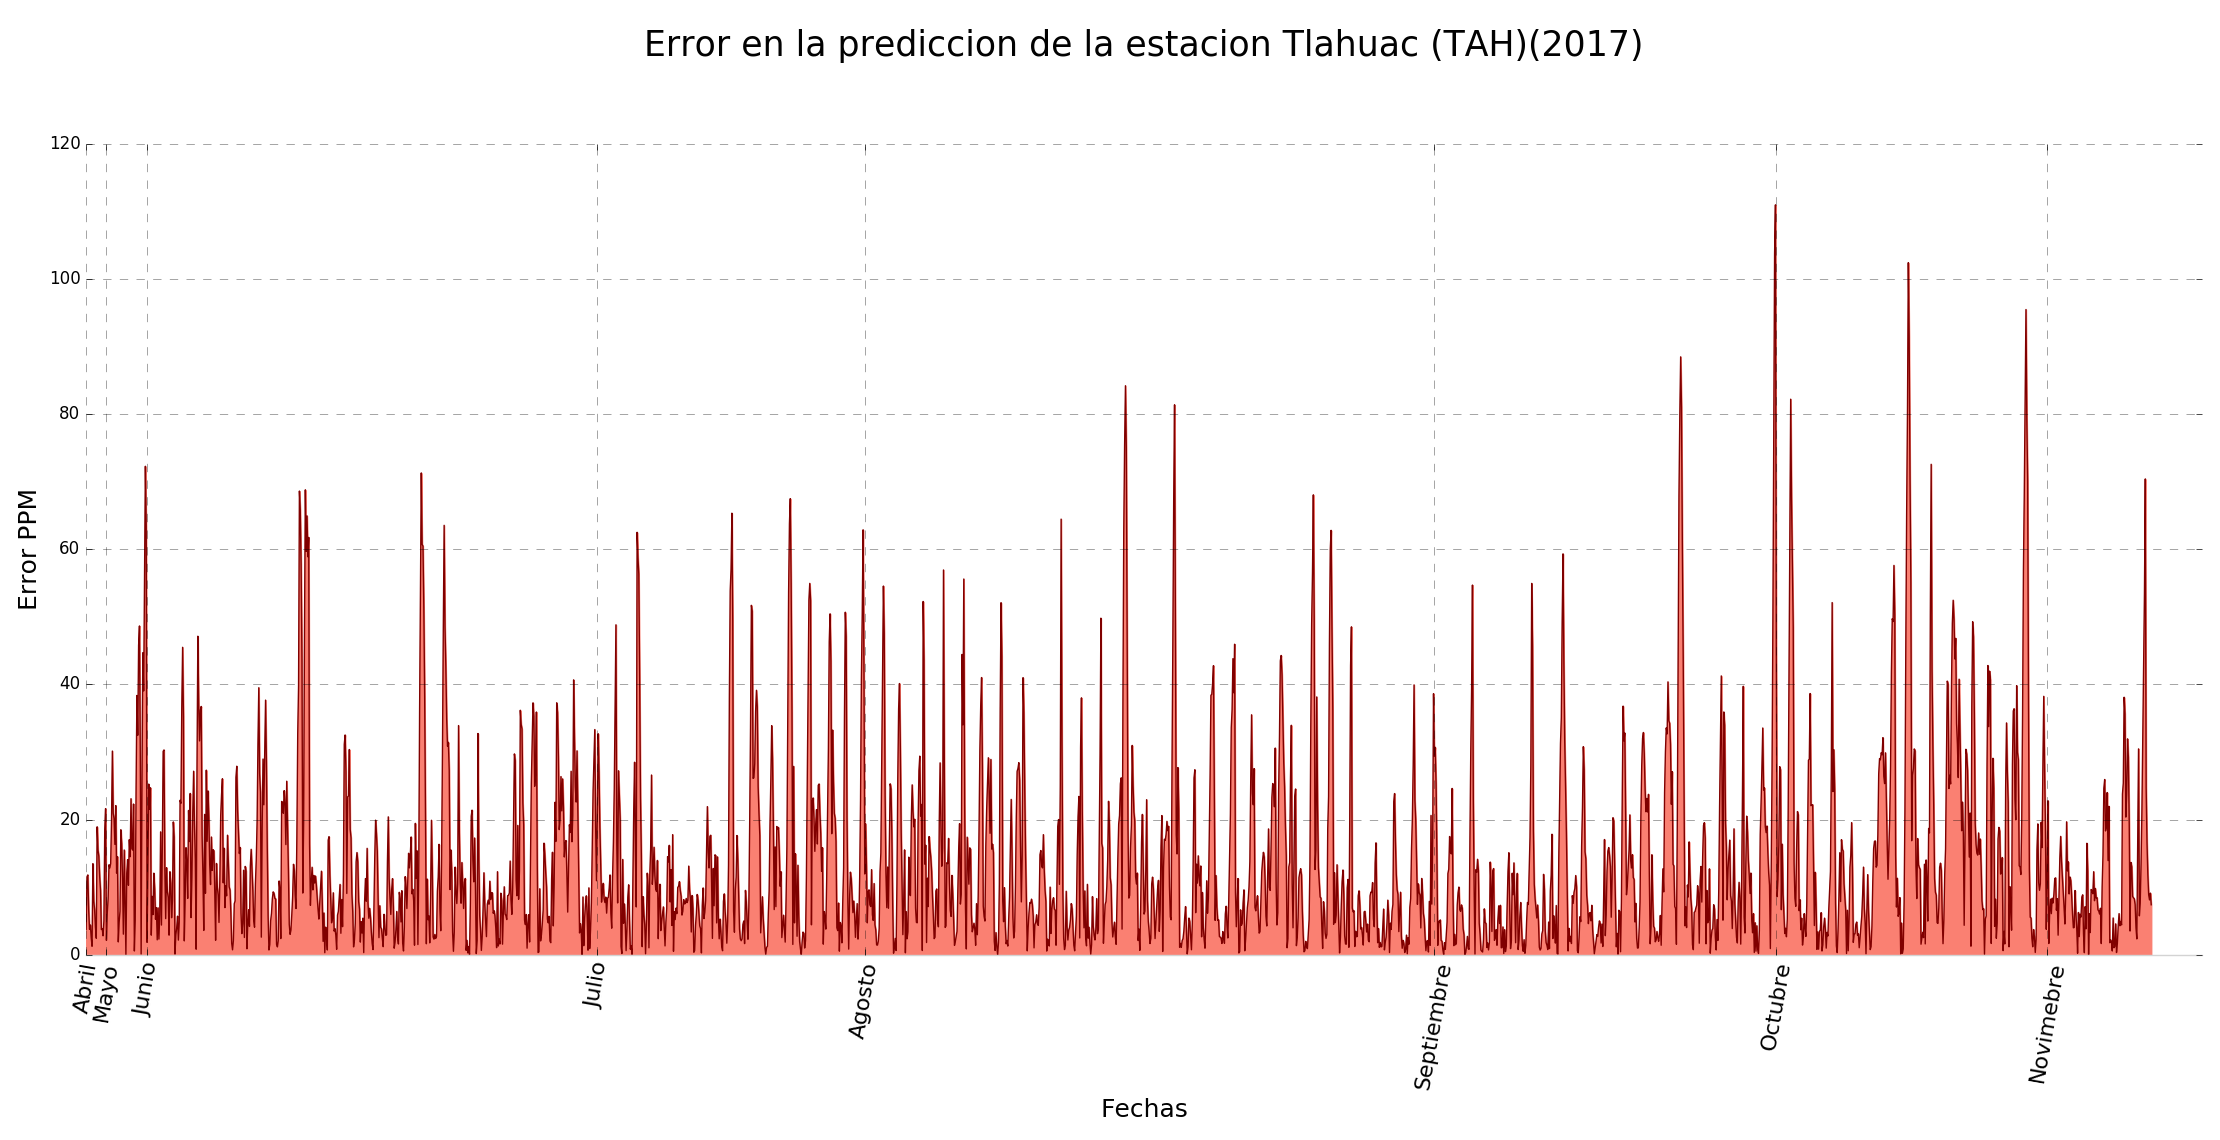 Error en la prediccion de la estacion Tlahuac (TAH)(2017)
120
100
80
60
40
20
0
Error PPM
Abril
Mayo
Junio
Julio
Agosto
Septiembre
Octubre
Novimebre
Fechas